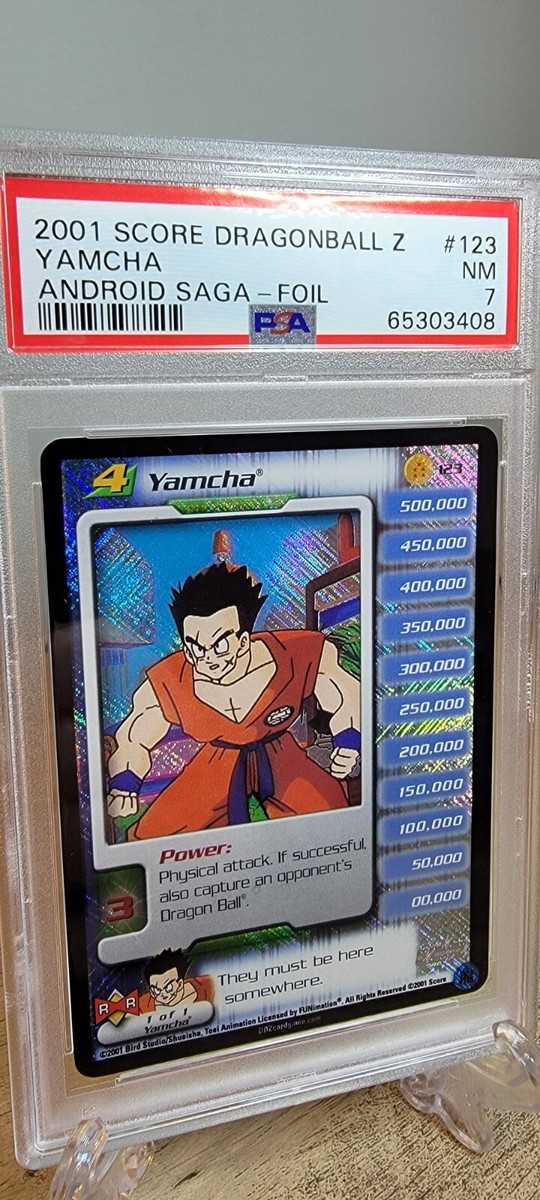 2001 SCORE DRAGONBALL Z #123
YAMCHA NM
ANDROID SAGA – FOIL 7
PSA 65303408
4 Yamcha® 123
500,000
450,000
400,000
350,000
300,000
250,000
200,000
150,000
100,000
50,000
00,000
Power:
Physical attack. If successful,
also capture an opponent's
Dragon Ball®.
3
They must be here
somewhere.
R R
1 of 1
Yamcha
©2001 Bird Studio/Shueisha, Toei Animation Licensed by FUNimation®. All Rights Reserved ©2001 Score
DBZcardgame.com